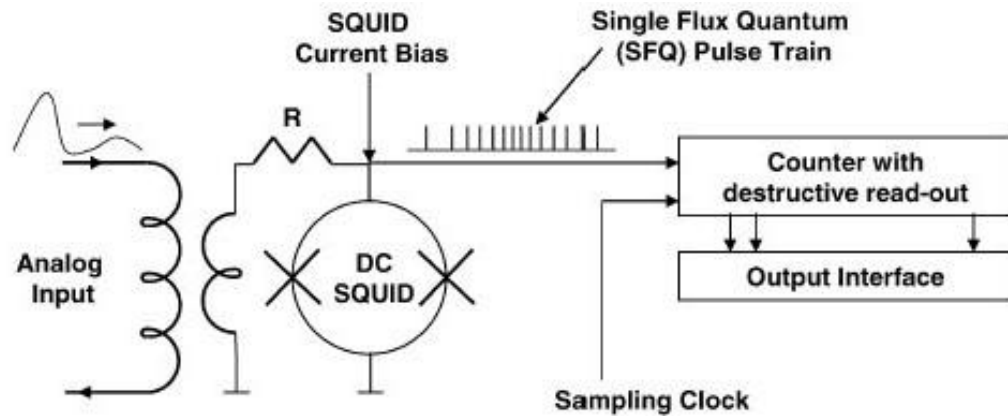 SQUID
Current Bias
Single Flux Quantum
(SFQ) Pulse Train
R
Analog
Input
DC
SQUID
Counter with
destructive read-out
Output Interface
Sampling Clock